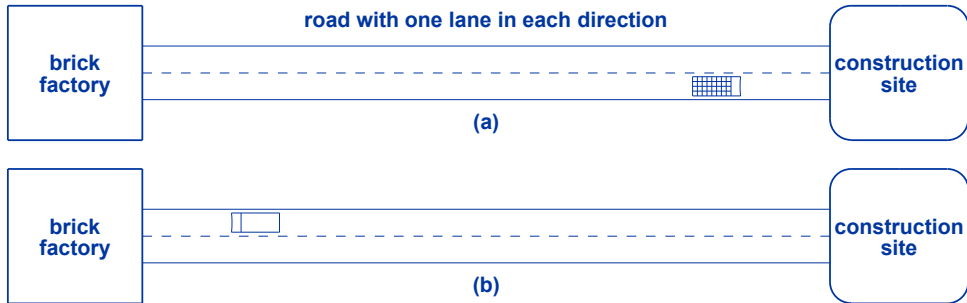 road with one lane in each direction
brick
factory
construction
site
(a)
brick
factory
construction
site
(b)